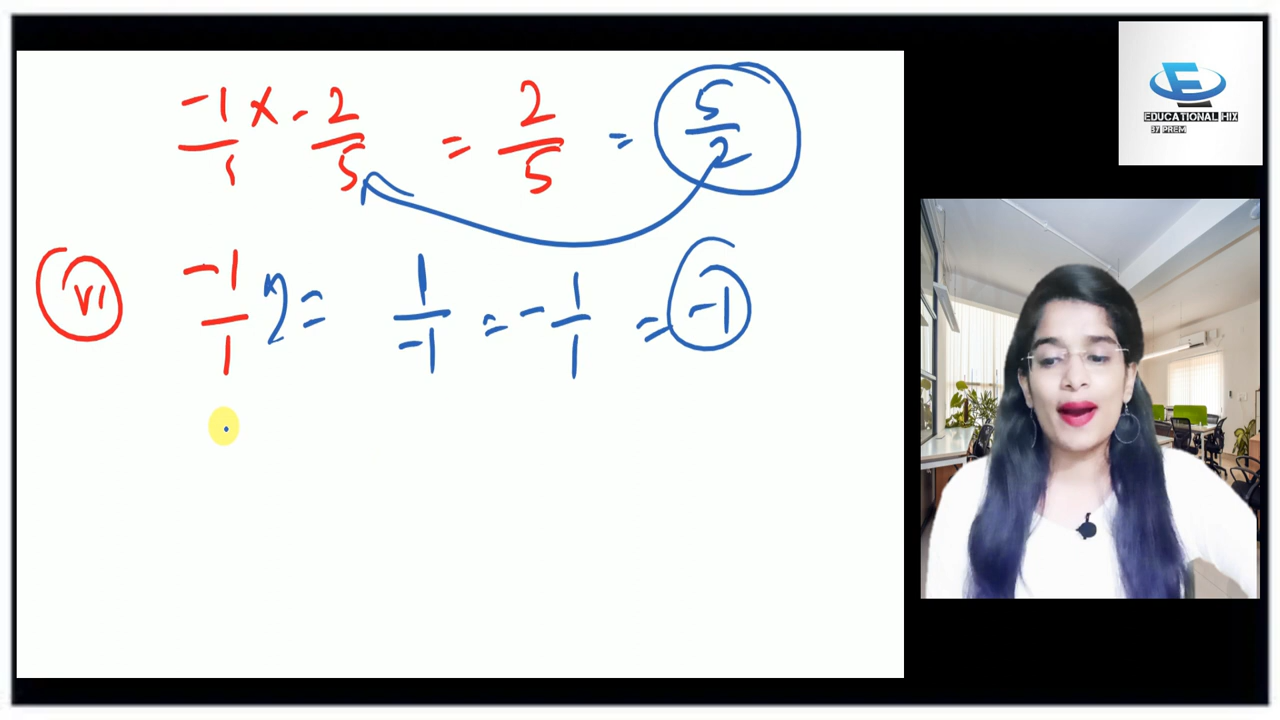 -1/1 × -2/5 = 2/5 = 5/2
VI -1/1 = 1/-1 = -1/1 = -1
EDUCATIONAL HIX
BY PREM